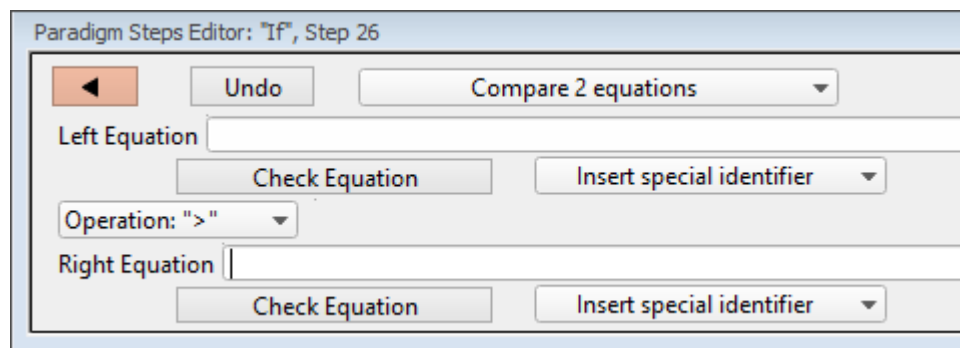 Paradigm Steps Editor: "If", Step 26
Undo Compare 2 equations
Left Equation
Check Equation Insert special identifier
Operation: ">"
Right Equation
Check Equation Insert special identifier